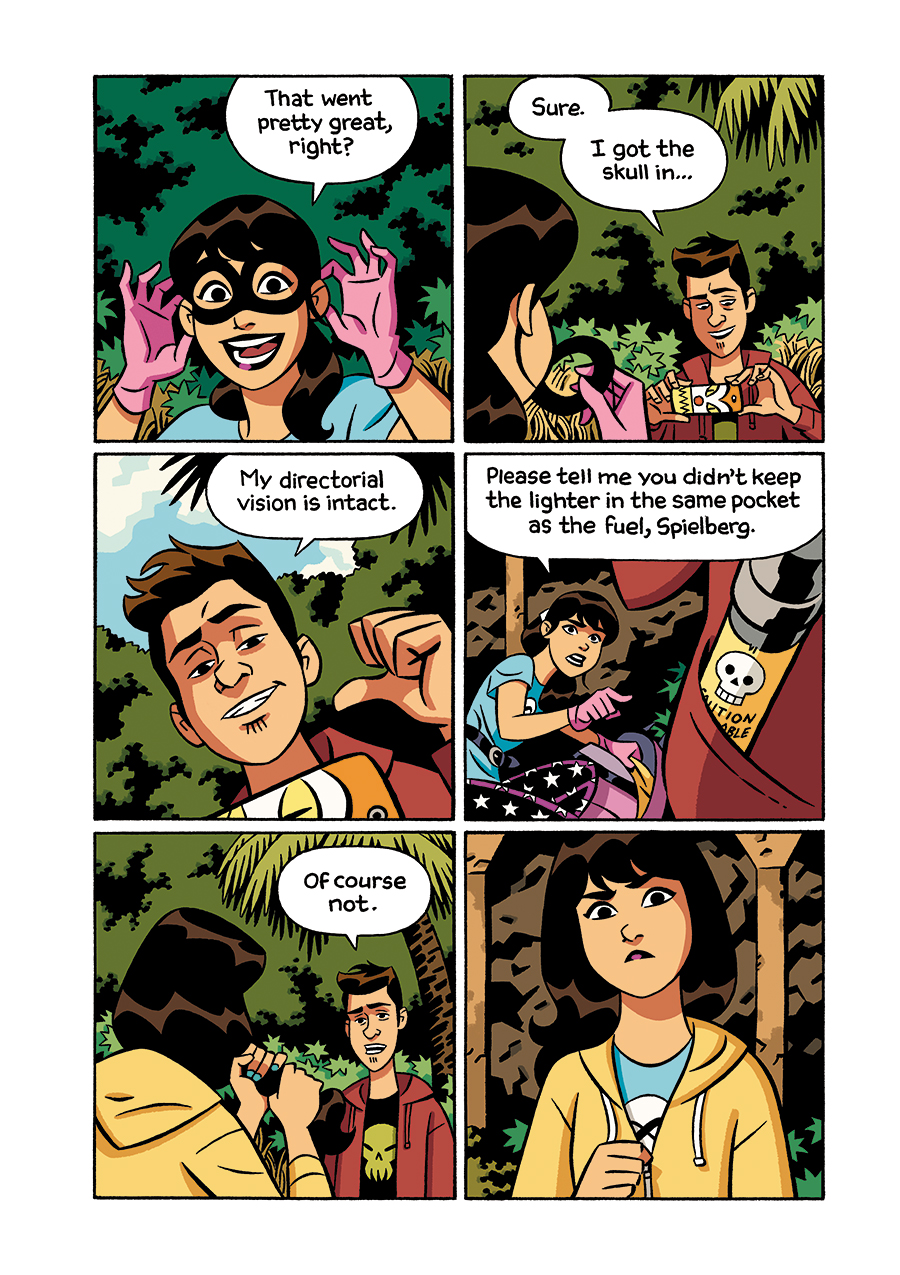 That went
pretty great,
right?
Sure.
I got the
skull in...
My directorial
vision is intact.
Please tell me you didn't keep
the lighter in the same pocket
as the fuel, Spielberg.
Of course
not.